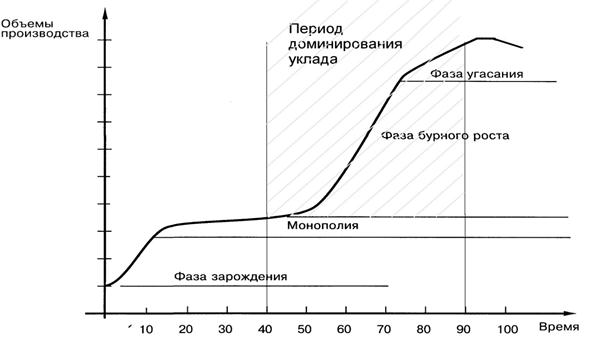 Объемы
производства
Период
доминирования
уклада
Фаза угасания
Фаза бурного роста
Монополия
Фаза зарождения
10 20 30 40 50 60 70 80 90 100 Время